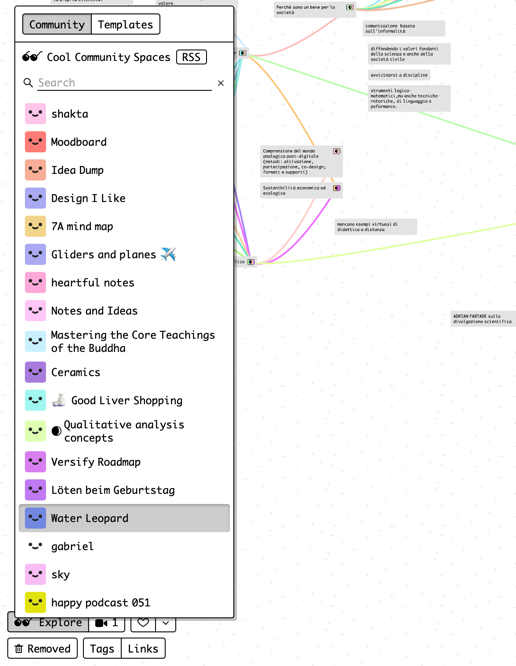 valore.
Perchè sono un bene per la
società
Community
Templates
Cool Community Spaces
RSS
Search
shakta
Moodboard
Idea Dump
Design I Like
7A mind map
Gliders and planes ✈️
heartful notes
Notes and Ideas
Mastering the Core Teachings
of the Buddha
Ceramics
Good Liver Shopping
Qualitative analysis
concepts
Versify Roadmap
Löten beim Geburtstag
Water Leopard
gabriel
sky
happy podcast 051
Explore
1
Removed
Tags
Links
comunicazione basata
sull'informalità
diffondendo i valori fondanti
della scienza e anche della
società civile
avvicinarsi a discipline
strumenti logico-
matematici, ma anche tecniche
retoriche, di linguaggio e
peformance.
Comprensione del mondo
analogico post-digitale
(metodi: attivazione,
partecipazione, co-design;
formati e supporti)
Sostenibilità economica ed
ecologica
mancano esempi virtuosi di
didattica a distanza
ADRIAN FARTADE sulla
divulgazione scientifica